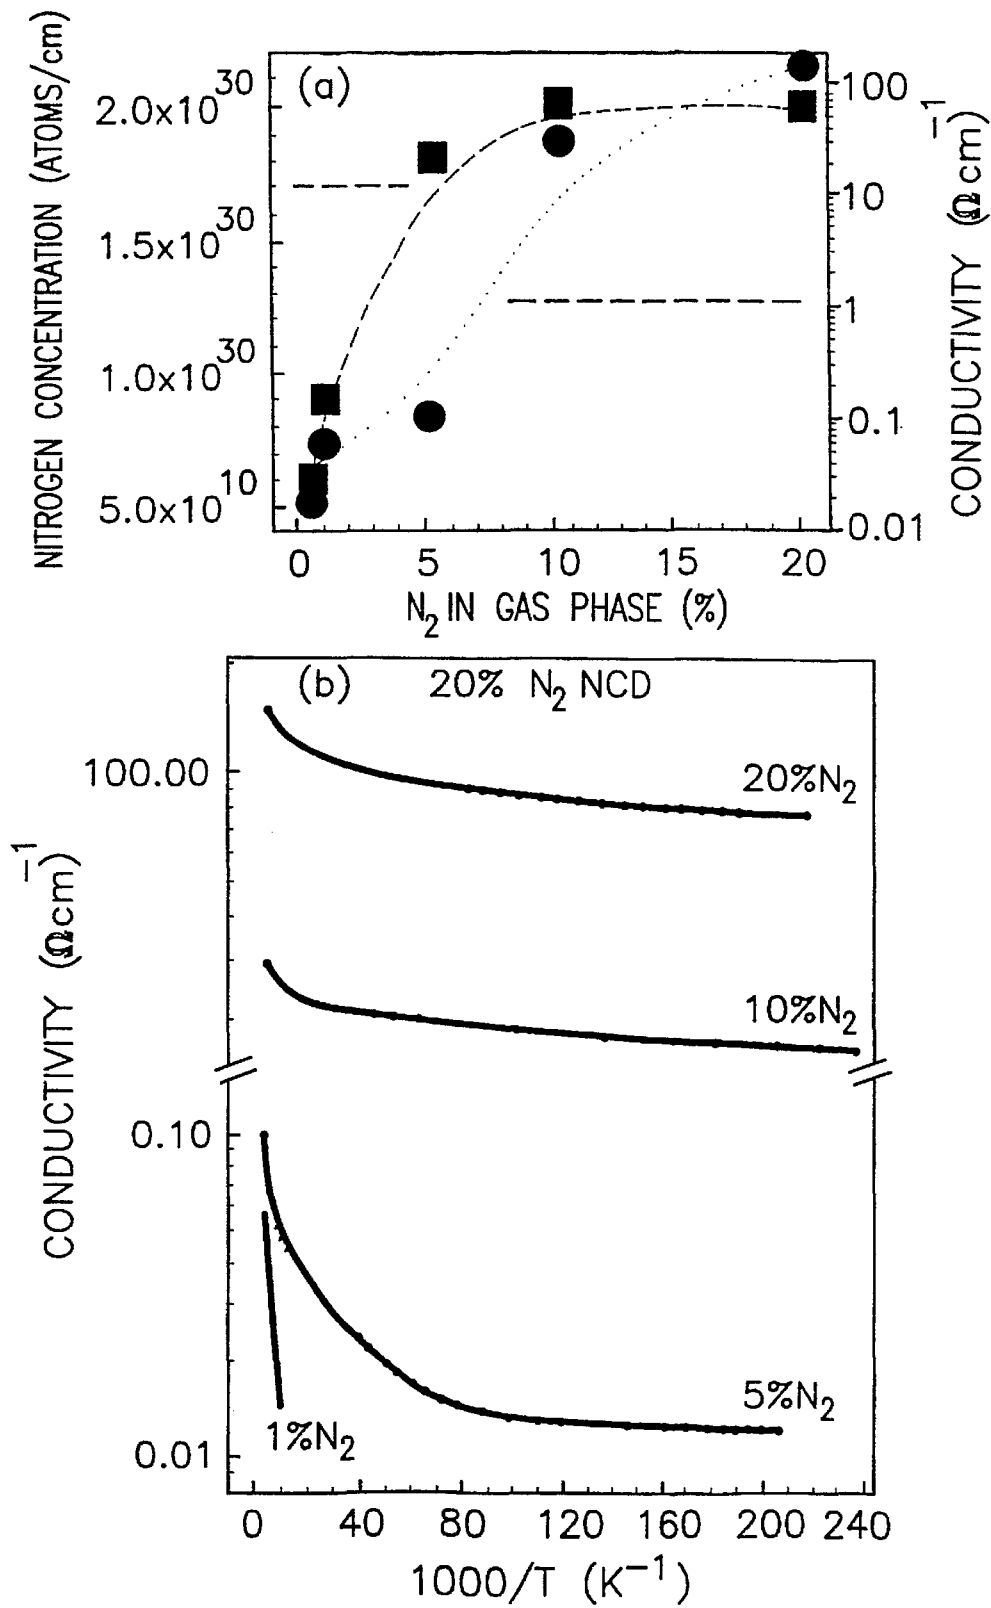 NITROGEN CONCENTRATION (ATOMS/cm)
(a)
2.0x10^30
1.5x10^30
1.0x10^30
5.0x10^10
100
10
1
0.1
0.01
CONDUCTIVITY (Ω cm)^-1
0 5 10 15 20
N2 IN GAS PHASE (%)
(b) 20% N2 NCD
CONDUCTIVITY (Ωcm)^-1
100.00
0.10
0.01
20%N2
10%N2
5%N2
1%N2
0 40 80 120 160 200 240
1000/T (K^-1)